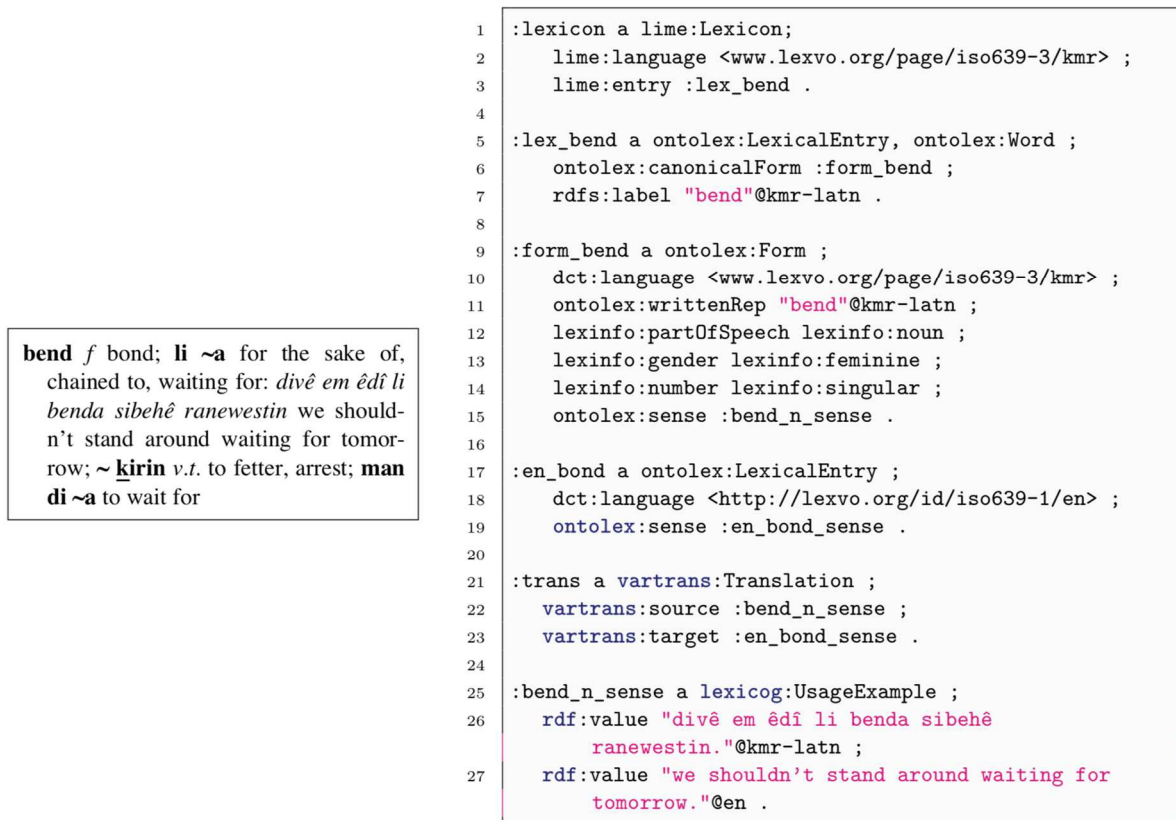 bend f bond; li ~a for the sake of,
chained to, waiting for: divê em êdî li
benda sibehê ranewestin we should-
n't stand around waiting for tomor-
row; ~ kirin v.t. to fetter, arrest; man
di ~a to wait for
1 :lexicon a lime:Lexicon;
2 lime:language <www.lexvo.org/page/iso639-3/kmr> ;
3 lime:entry :lex_bend .
4
5 :lex_bend a ontolex:LexicalEntry, ontolex:Word ;
6 ontolex:canonicalForm :form_bend ;
7 rdfs:label "bend"@kmr-latn .
8
9 :form_bend a ontolex:Form ;
10 dct:language <www.lexvo.org/page/iso639-3/kmr> ;
11 ontolex:writtenRep "bend"@kmr-latn ;
12 lexinfo:partOfSpeech lexinfo:noun ;
13 lexinfo:gender lexinfo:feminine ;
14 lexinfo:number lexinfo:singular ;
15 ontolex:sense :bend_n_sense .
16
17 :en_bond a ontolex:LexicalEntry ;
18 dct:language <http://lexvo.org/id/iso639-1/en> ;
19 ontolex:sense :en_bond_sense .
20
21 :trans a vartrans:Translation ;
22 vartrans:source :bend_n_sense ;
23 vartrans:target :en_bond_sense .
24
25 :bend_n_sense a lexicog:UsageExample ;
26 rdf:value "divê em êdî li benda sibehê
ranewestin."@kmr-latn ;
27 rdf:value "we shouldn't stand around waiting for
tomorrow."@en .